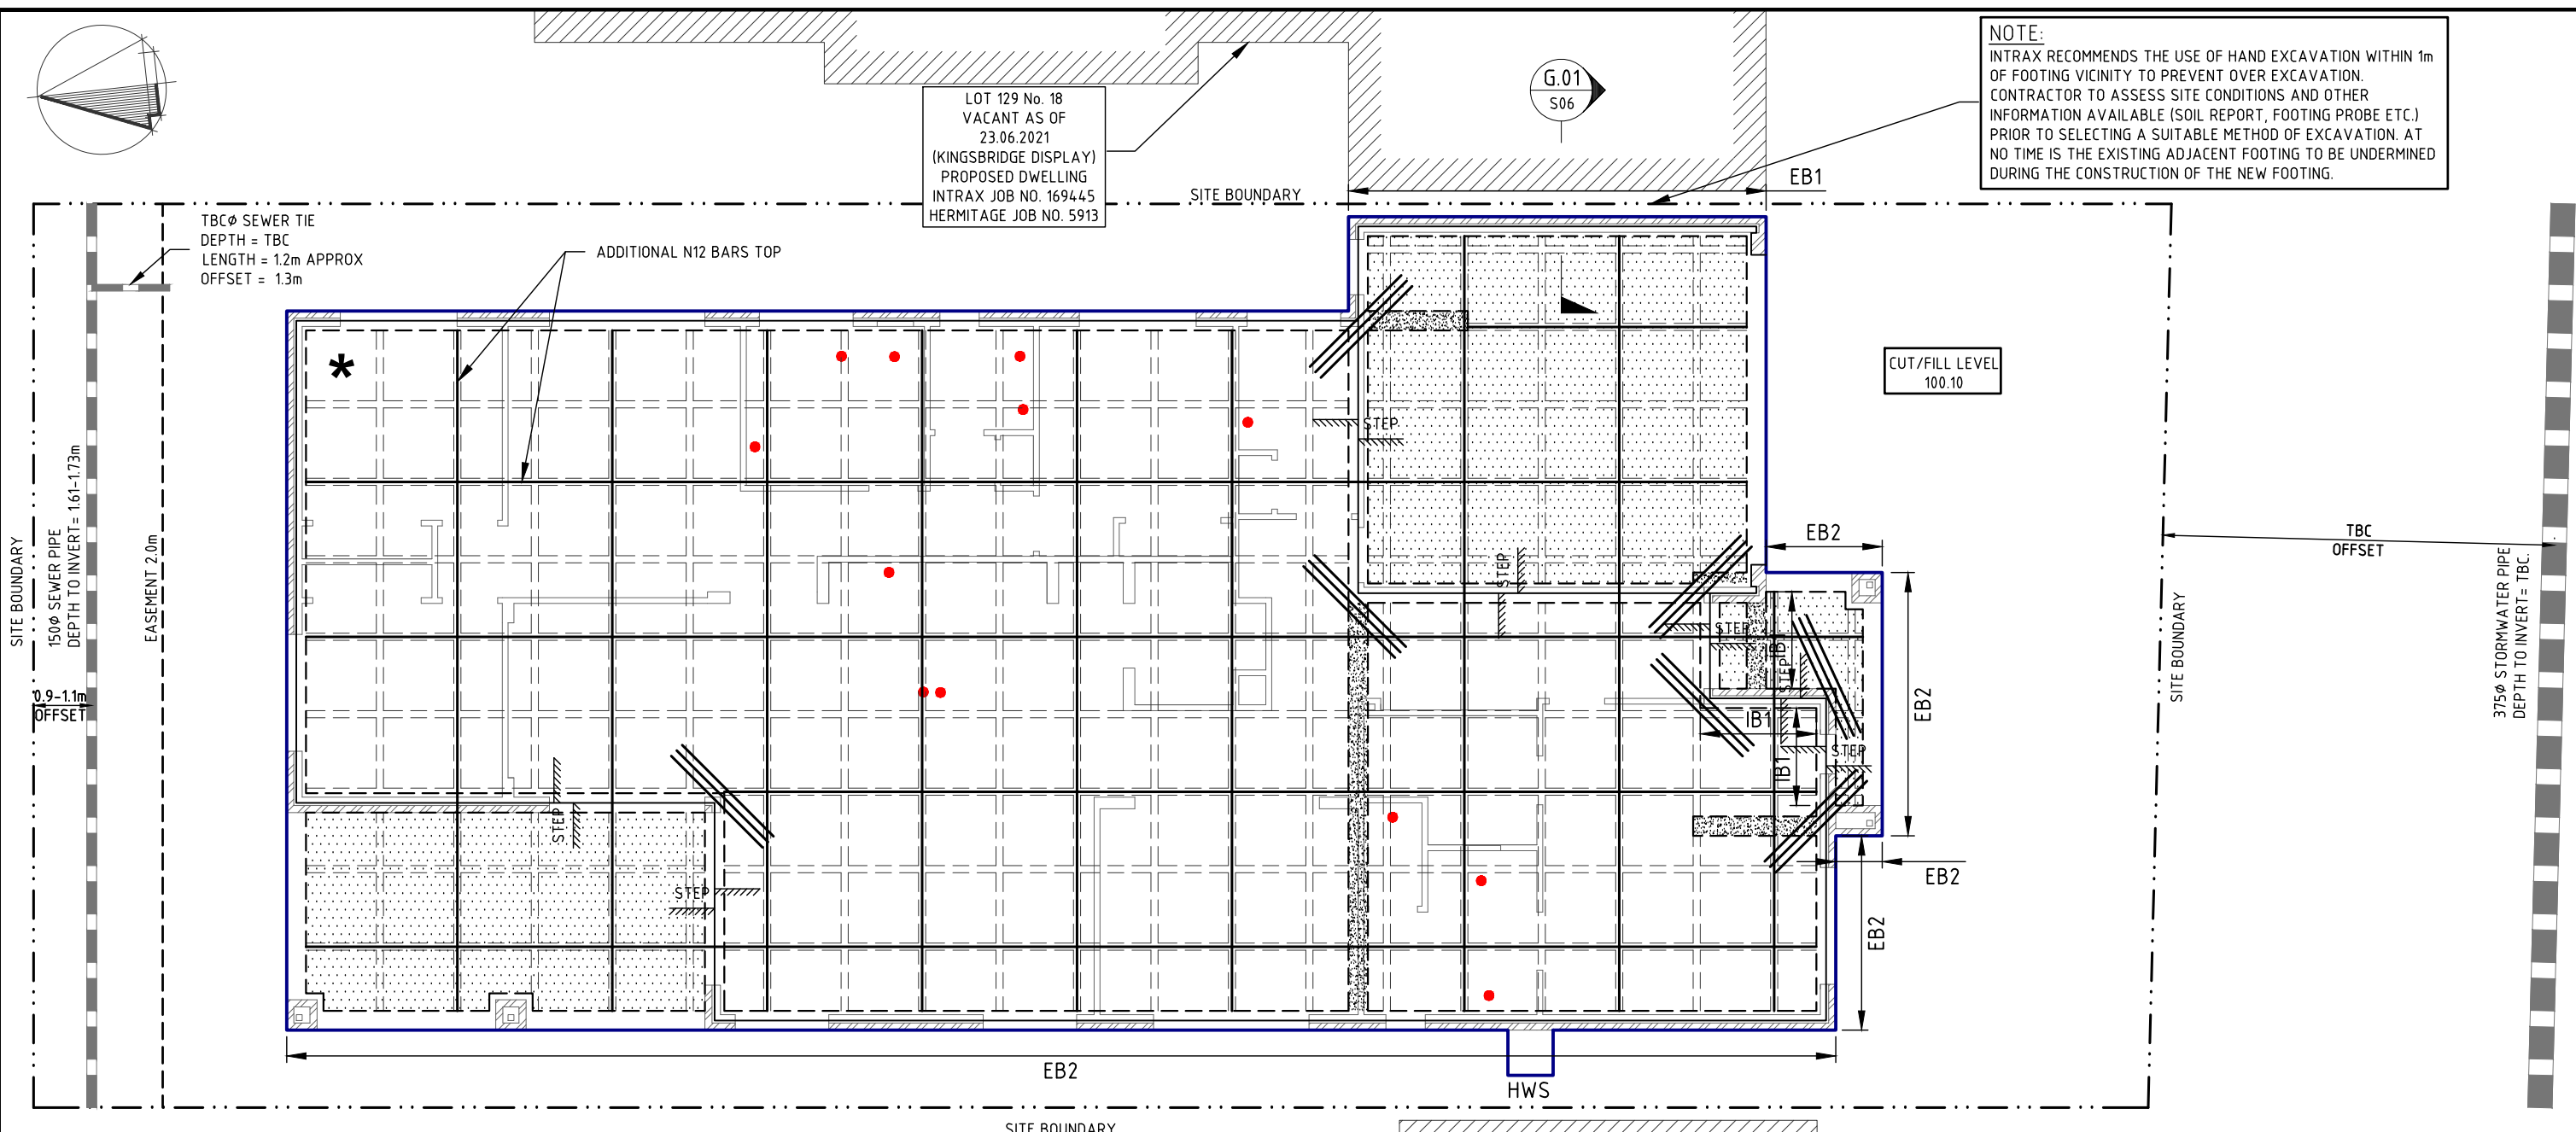 NOTE:
INTRAX RECOMMENDS THE USE OF HAND EXCAVATION WITHIN 1m
OF FOOTING VICINITY TO PREVENT OVER EXCAVATION.
CONTRACTOR TO ASSESS SITE CONDITIONS AND OTHER
INFORMATION AVAILABLE (SOIL REPORT, FOOTING PROBE ETC.)
PRIOR TO SELECTING A SUITABLE METHOD OF EXCAVATION. AT
NO TIME IS THE EXISTING ADJACENT FOOTING TO BE UNDERMINED
DURING THE CONSTRUCTION OF THE NEW FOOTING.
G.01
S06
LOT 129 No. 18
VACANT AS OF
23.06.2021
(KINGSBRIDGE DISPLAY)
PROPOSED DWELLING
INTRAX JOB NO. 169445
HERMITAGE JOB NO. 5913
SITE BOUNDARY
EB1
TBCØ SEWER TIE
DEPTH = TBC
LENGTH = 1.2m APPROX
OFFSET = 1.3m
ADDITIONAL N12 BARS TOP
*
CUT/FILL LEVEL
100.10
STEP
STEP
EB2
TBC
OFFSET
SITE BOUNDARY
150Ø SEWER PIPE
DEPTH TO INVERT= 1.61-1.73m
EASEMENT 2.0m
0.9-1.1m
OFFSET
STEP
IB1
STEP
IB1
STEP
IB1
EB2
SITE BOUNDARY
375Ø STORMWATER PIPE
DEPTH TO INVERT= TBC.
STEP
STEP
EB2
EB2
EB2
HWS
SITE BOUNDARY